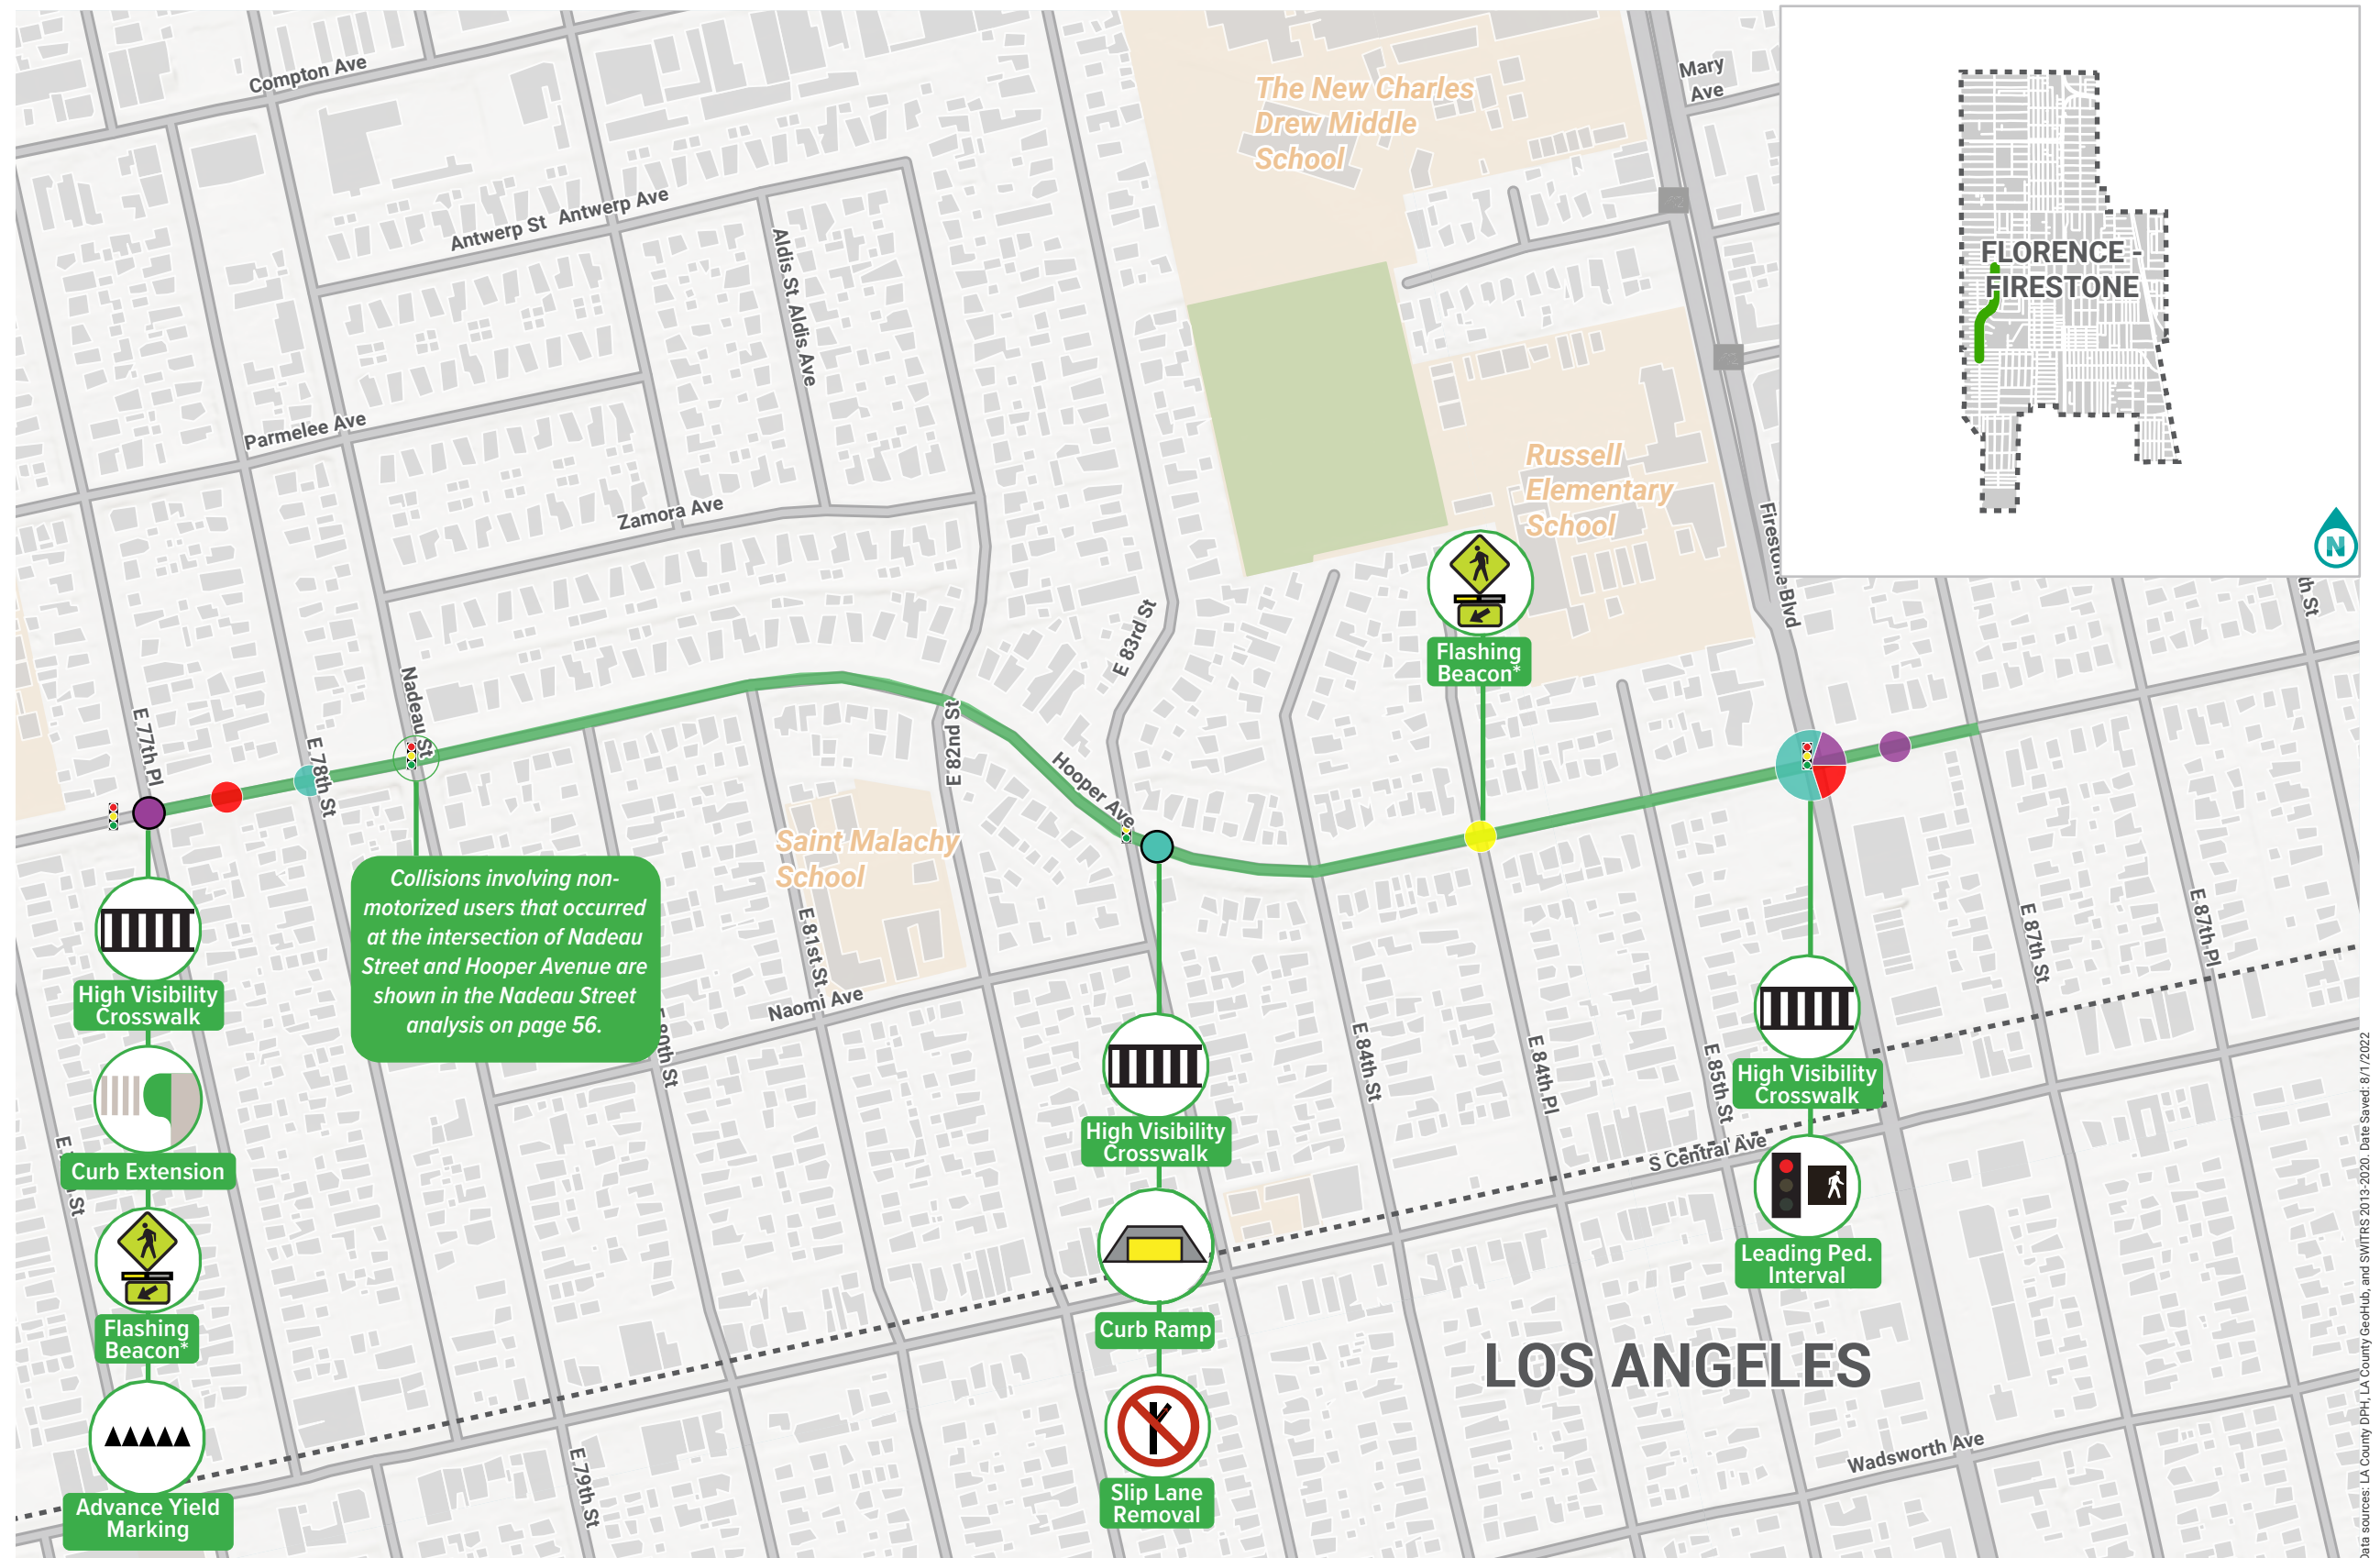 Compton Ave
Antwerp St
Antwerp Ave
Aldis St
Aldis Ave
Parmelee Ave
Zamora Ave
The New Charles
Drew Middle
School
Mary
Ave
FLORENCE -
FIRESTONE
N
Russell
Elementary
School
Firestone Blvd
th St
Flashing
Beacon*
E 83rd St
E 77th Pl
E 78th St
Nadeau St
E 82nd St
Hooper Ave
Saint Malachy
School
Collisions involving non-
motorized users that occurred
at the intersection of Nadeau
Street and Hooper Avenue are
shown in the Nadeau Street
analysis on page 56.
E 81st St
Naomi Ave
E 80th St
E 84th St
E 84th Pl
E 85th St
E 87th St
E 87th Pl
S Central Ave
High Visibility
Crosswalk
Curb Extension
Flashing
Beacon*
Advance Yield
Marking
High Visibility
Crosswalk
Curb Ramp
Slip Lane
Removal
High Visibility
Crosswalk
Leading Ped.
Interval
E 79th St
LOS ANGELES
Wadsworth Ave
Data sources: LA County DPH, LA County GeoHub, and SWITRS 2013-2020. Date Saved: 8/1/2022